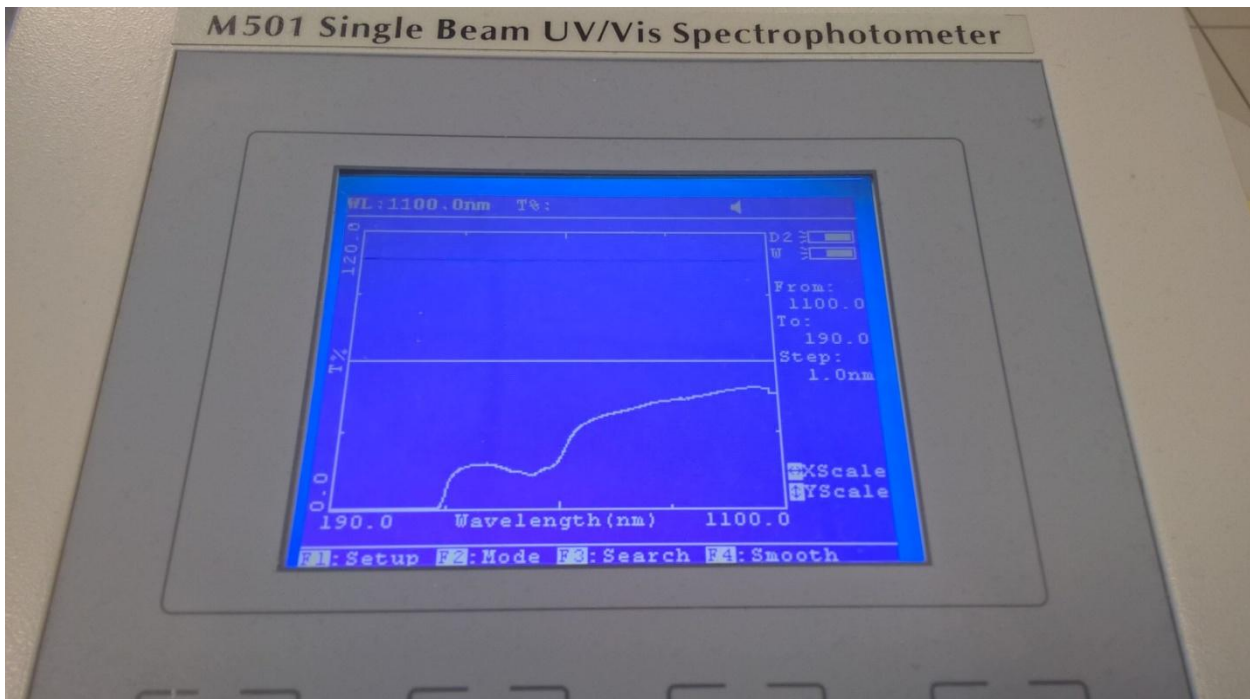 M501 Single Beam UV/Vis Spectrophotometer
WL:1100.0nm T%:
120.0
T%
0.0
D2
W
From:
1100.0
To:
190.0
Step:
1.0nm
XScale
YScale
190.0 Wavelength(nm) 1100.0
F1:Setup F2:Mode F3:Search F4:Smooth